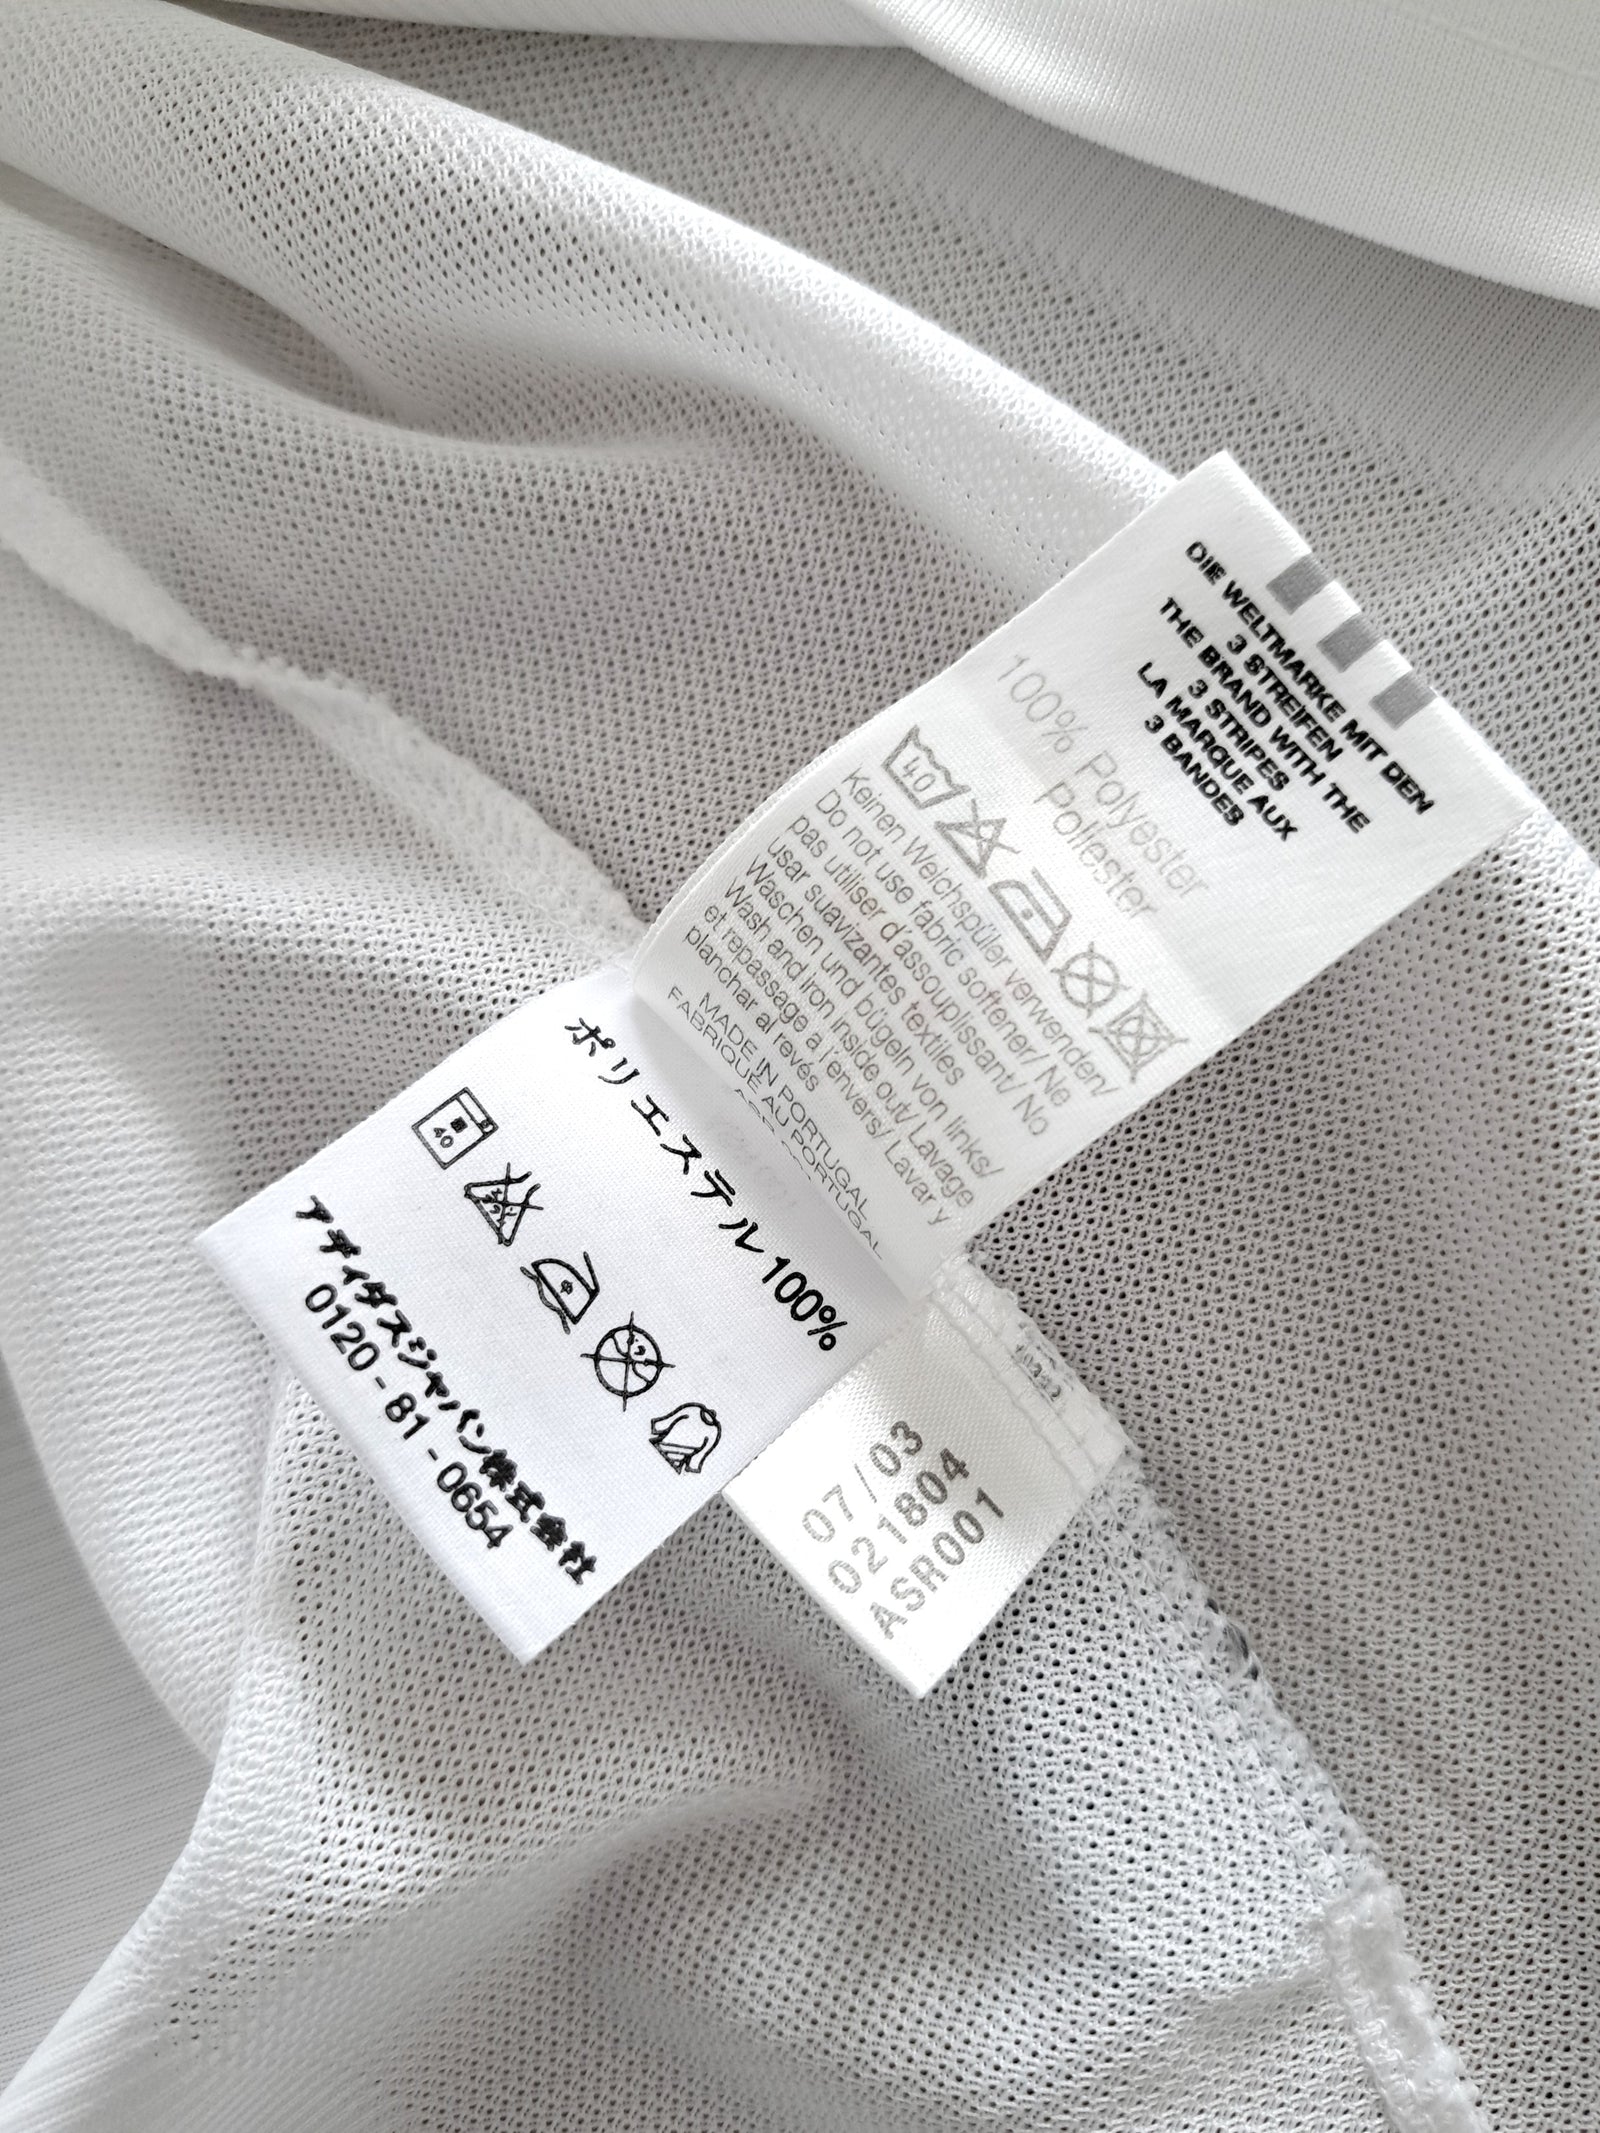 DIE WELTMARKE MIT DEN
3 STREIFEN
THE BRAND WITH THE
3 STRIPES
LA MARQUE AUX
3 BANDES
100% Polyester
Poliester
40
Keinen Weichspüler verwenden/
Do not use fabric softener/ Ne
pas utiliser d'assouplissant/ No
usar suavizantes textiles
Waschen und bügeln von links/
Wash and iron inside out/ Lavage
et repassage a l'envers/ Lavar y
planchar al revés
MADE IN PORTUGAL
FABRIQUÉ AU PORTUGAL
ポリエステル100%
40
アディダスジャパン株式会社
0120-81-0654
07/03
021804
ASR001